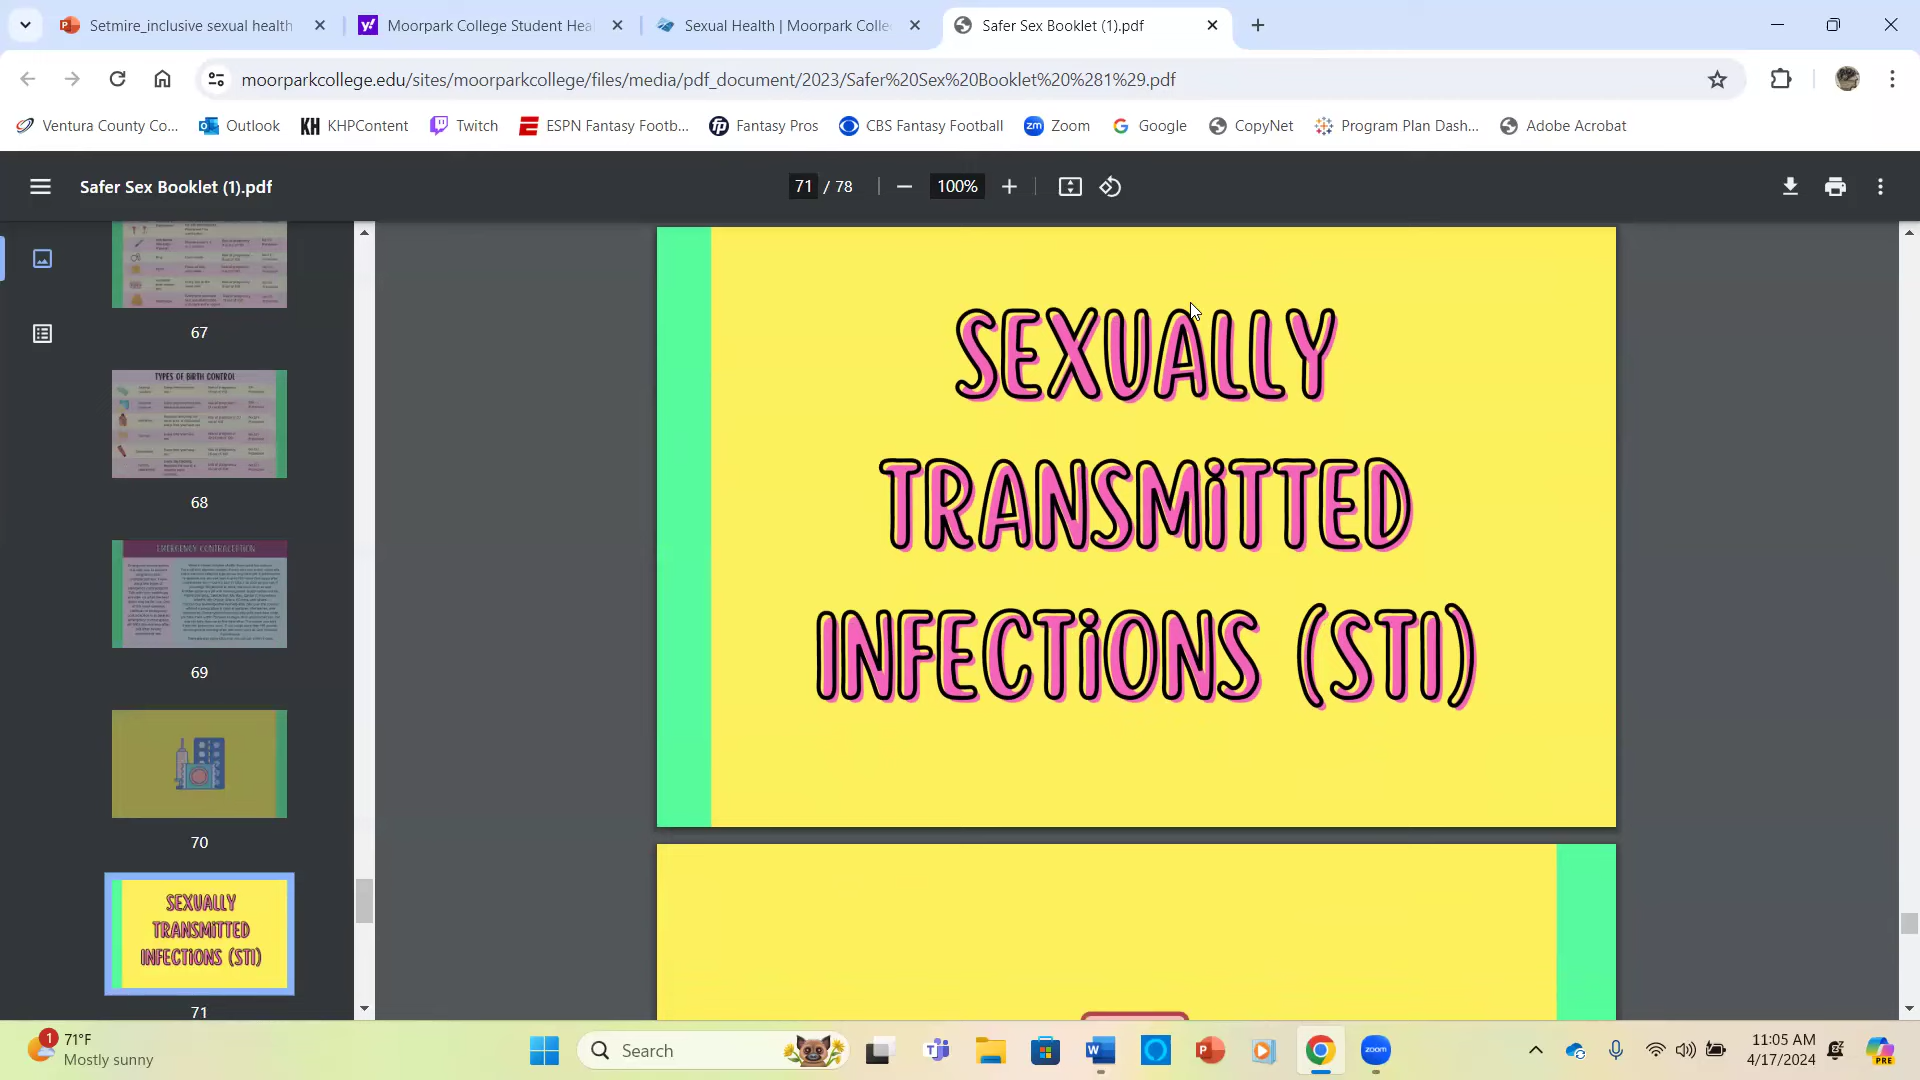 Setmire_inclusive sexual health
Moorpark College Student Hea
Sexual Health | Moorpark Colle
Safer Sex Booklet (1).pdf
moorparkcollege.edu/sites/moorparkcollege/files/media/pdf_document/2023/Safer%20Sex%20Booklet%20%281%29.pdf
Ventura County Co...
Outlook
KHPContent
Twitch
ESPN Fantasy Footb...
Fantasy Pros
CBS Fantasy Football
Zoom
Google
CopyNet
Program Plan Dash...
Adobe Acrobat
Safer Sex Booklet (1).pdf
71 / 78
100%
67
TYPES OF BIRTH CONTROL
68
EMERGENCY CONTRACEPTION
69
70
SEXUALLY
TRANSMITTED
INFECTIONS (STI)
71
SEXUALLY
TRANSMITTED
INFECTIONS (STI)
1
71°F
Mostly sunny
Search
zoom
11:05 AM
4/17/2024
PRE